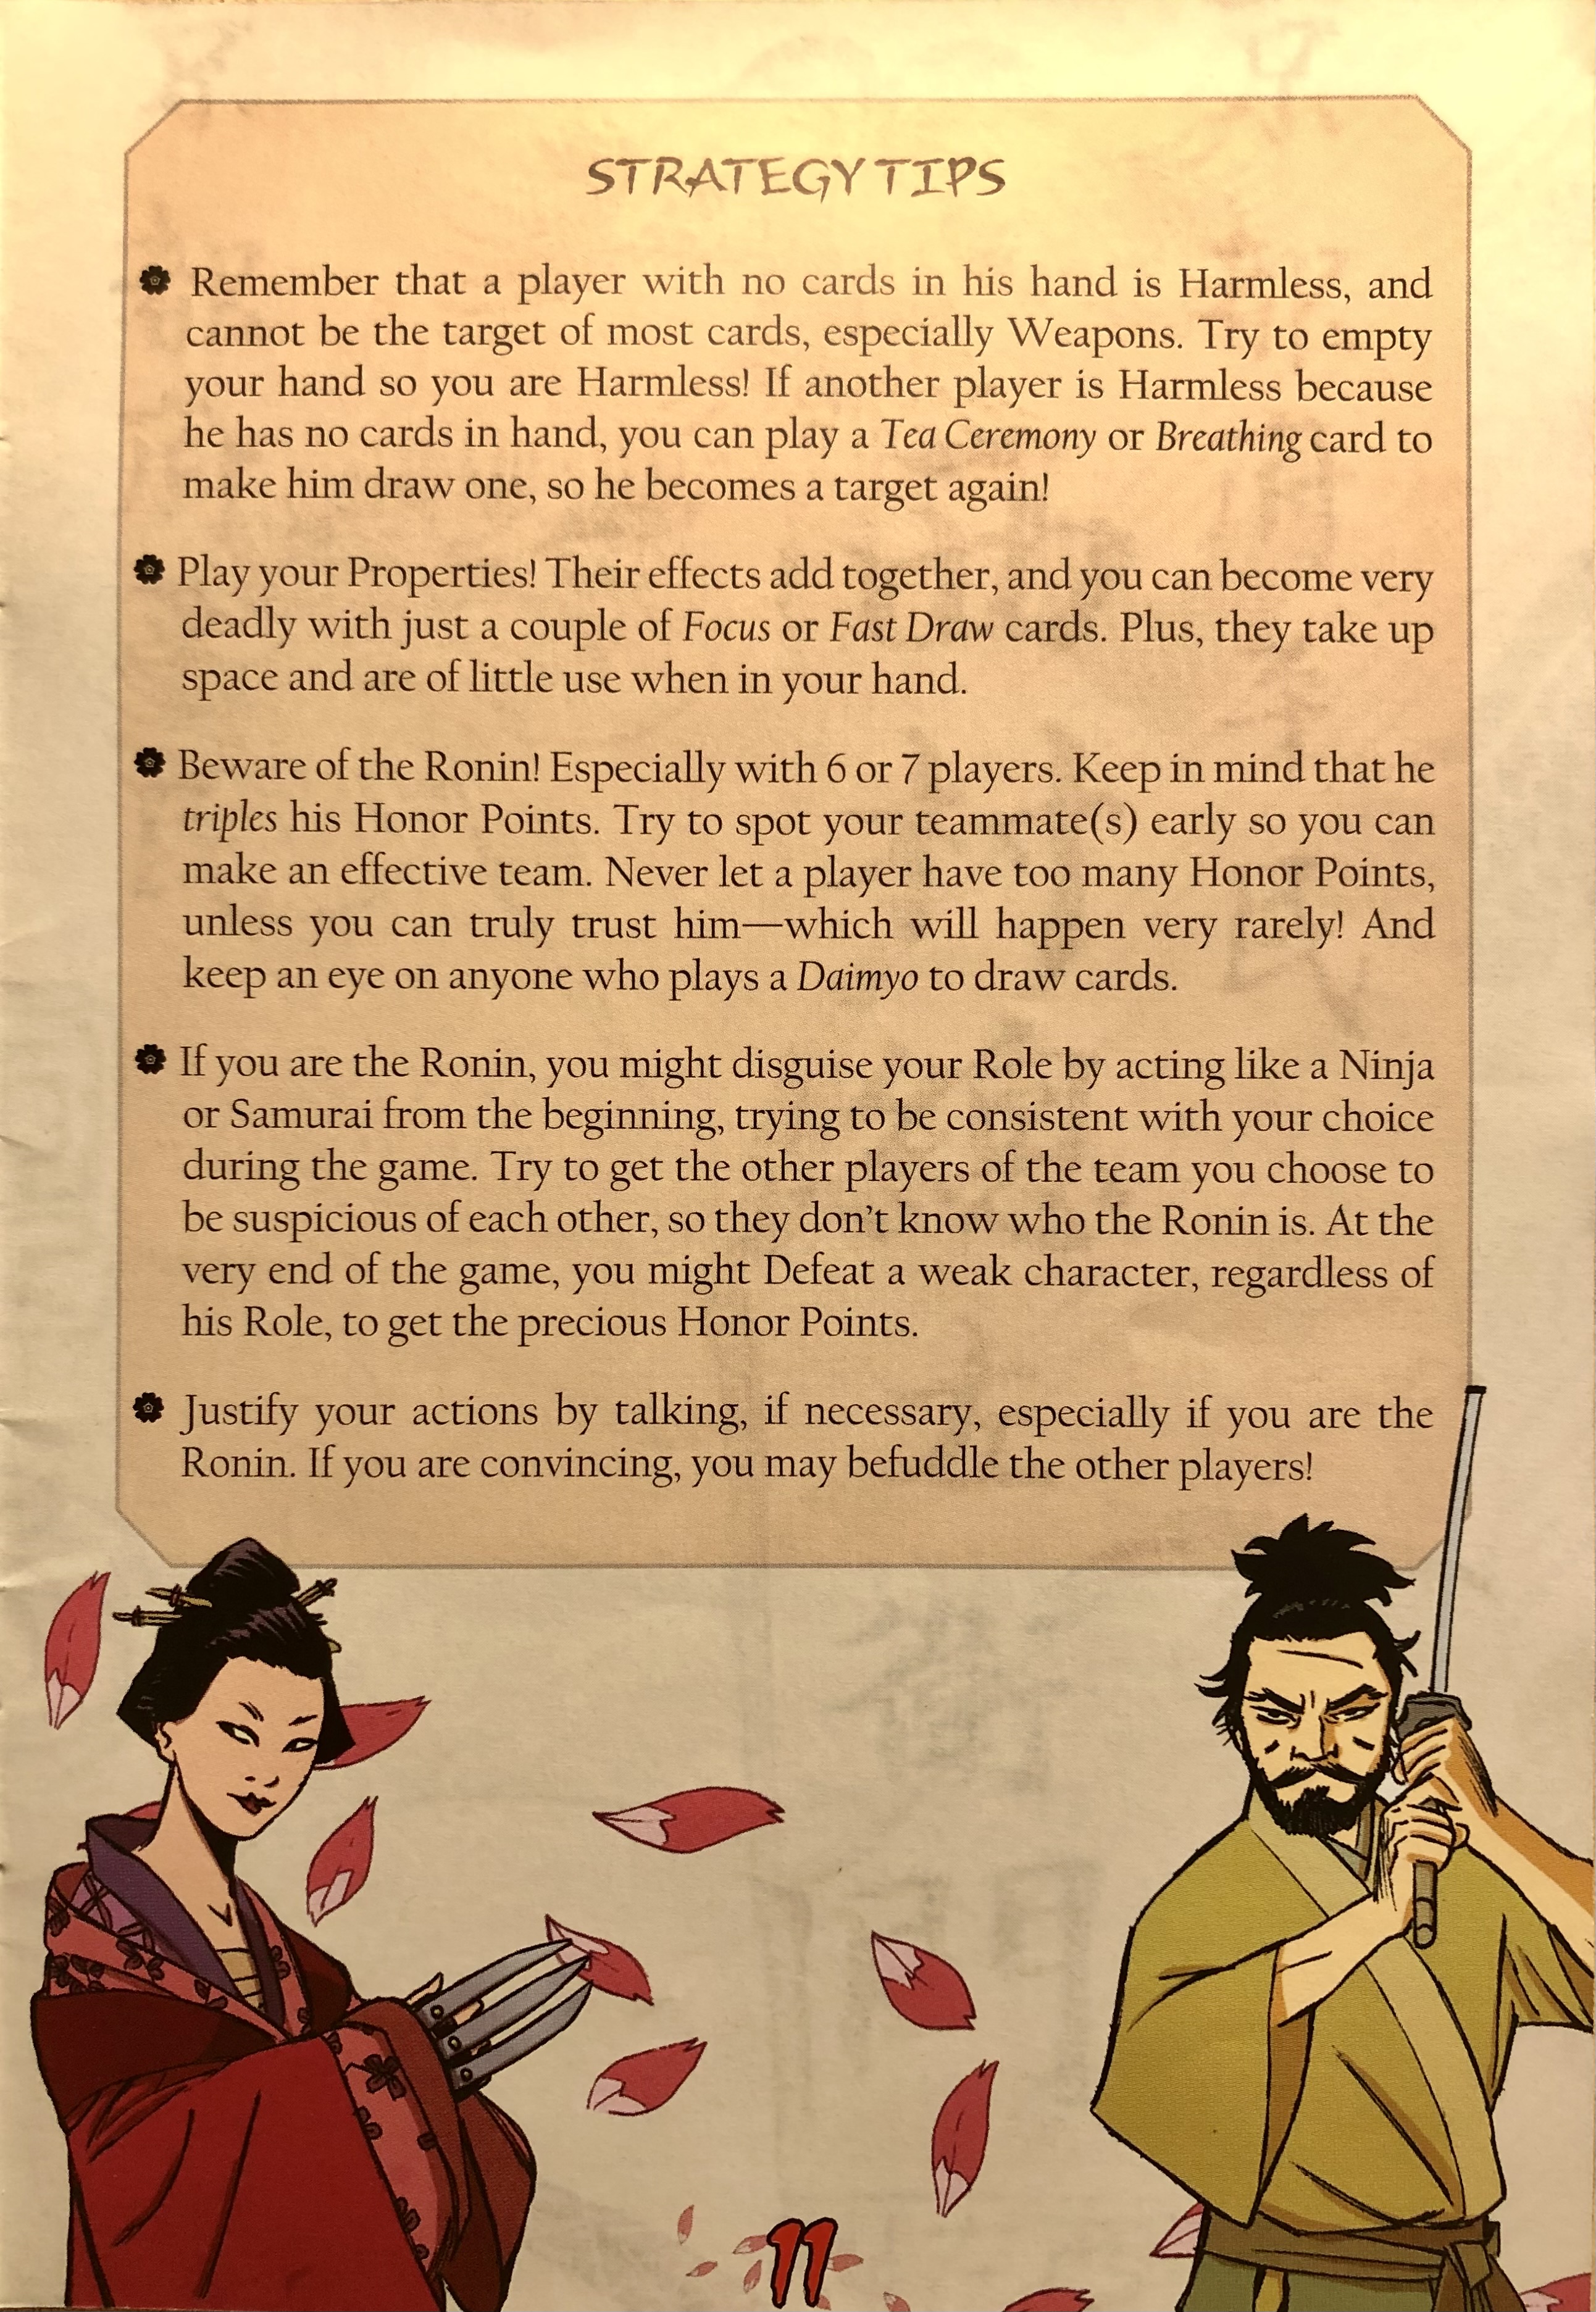 STRATEGY TIPS
Remember that a player with no cards in his hand is Harmless, and
cannot be the target of most cards, especially Weapons. Try to empty
your hand so you are Harmless! If another player is Harmless because
he has no cards in hand, you can play a Tea Ceremony or Breathing card to
make him draw one, so he becomes a target again!
Play your Properties! Their effects add together, and you can become very
deadly with just a couple of Focus or Fast Draw cards. Plus, they take up
space and are of little use when in your hand.
Beware of the Ronin! Especially with 6 or 7 players. Keep in mind that he
triples his Honor Points. Try to spot your teammate(s) early so you can
make an effective team. Never let a player have too many Honor Points,
unless you can truly trust him—which will happen very rarely! And
keep an eye on anyone who plays a Daimyo to draw cards.
If you are the Ronin, you might disguise your Role by acting like a Ninja
or Samurai from the beginning, trying to be consistent with your choice
during the game. Try to get the other players of the team you choose to
be suspicious of each other, so they don't know who the Ronin is. At the
very end of the game, you might Defeat a weak character, regardless of
his Role, to get the precious Honor Points.
Justify your actions by talking, if necessary, especially if you are the
Ronin. If you are convincing, you may befuddle the other players!
11